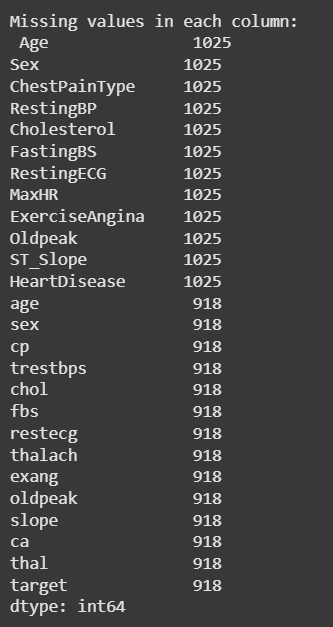 Missing values in each column:
Age 1025
Sex 1025
ChestPainType 1025
RestingBP 1025
Cholesterol 1025
FastingBS 1025
RestingECG 1025
MaxHR 1025
ExerciseAngina 1025
Oldpeak 1025
ST_Slope 1025
HeartDisease 1025
age 918
sex 918
cp 918
trestbps 918
chol 918
fbs 918
restecg 918
thalach 918
exang 918
oldpeak 918
slope 918
ca 918
thal 918
target 918
dtype: int64